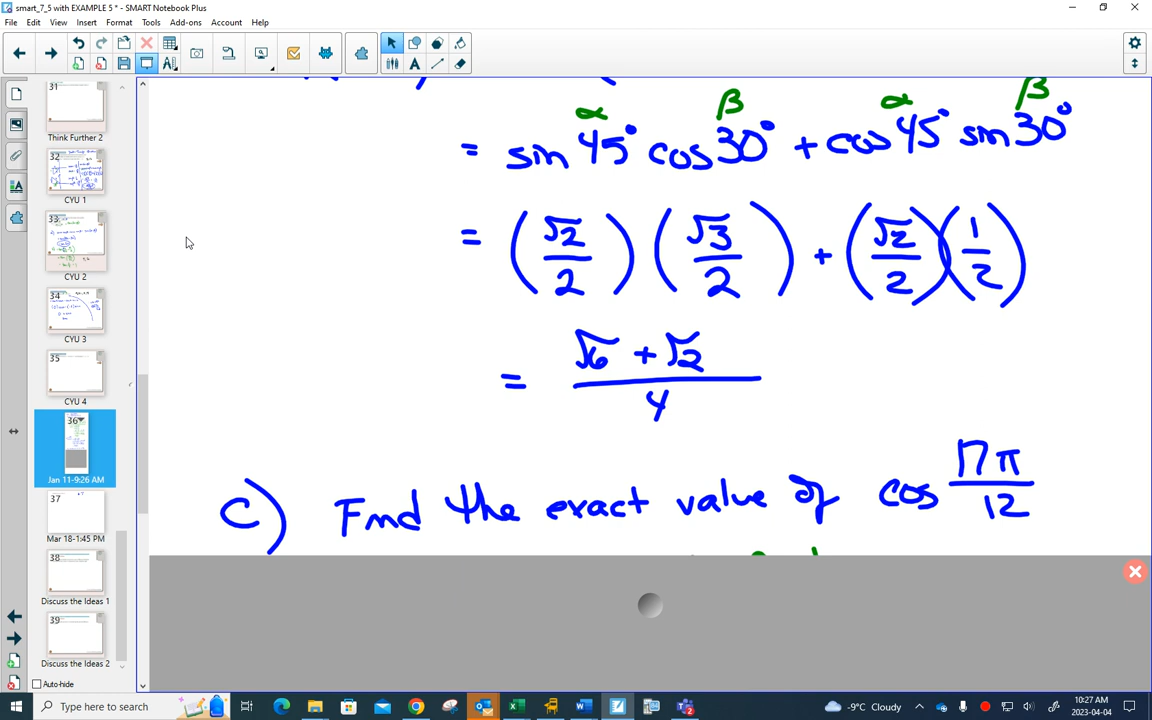 smart_7_5 with EXAMPLE 5 * - SMART Notebook Plus
File Edit View Insert Format Tools Add-ons Account Help
31
Think Further 2
32
CYU 1
33
CYU 2
34
CYU 3
35
CYU 4
36
Jan 11-9:26 AM
37
Mar 18-1:45 PM
38
Discuss the Ideas 1
39
Discuss the Ideas 2
Auto-hide
α β α β
= sin 45° cos 30° + cos 45° sin 30°
= (√2/2) (√3/2) + (√2/2)(1/2)
= (√6 + √2)/4
C) Find the exact value of cos 17π/12
Type here to search
-9°C Cloudy
10:27 AM
2023-04-04